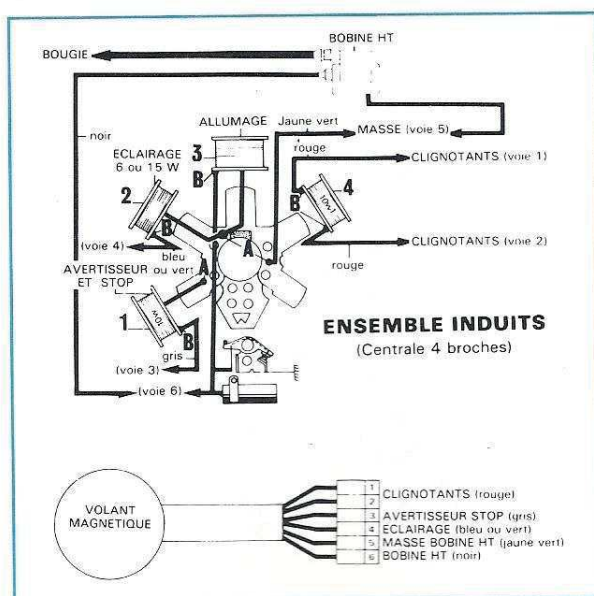 BOBINE HT
BOUGIE
ALLUMAGE
Jaune vert
MASSE (voie 5)
noir
rouge
3
ECLAIRAGE
6 ou 15 W
CLIGNOTANTS (voie 1)
B
4
2
B
10w1
B
A
(voie 4)
bleu
ou vert
CLIGNOTANTS (voie 2)
rouge
AVERTISSEUR
ET STOP
A
10w
1
B
gris
ENSEMBLE INDUITS
(Centrale 4 broches)
(voie 3)
(voie 6)
VOLANT
MAGNETIQUE
1
2
CLIGNOTANTS (rouge)
3 AVERTISSEUR STOP (gris)
4 ECLAIRAGE (bleu ou vert)
5 MASSE BOBINE HT (jaune vert)
6 BOBINE HT (noir)